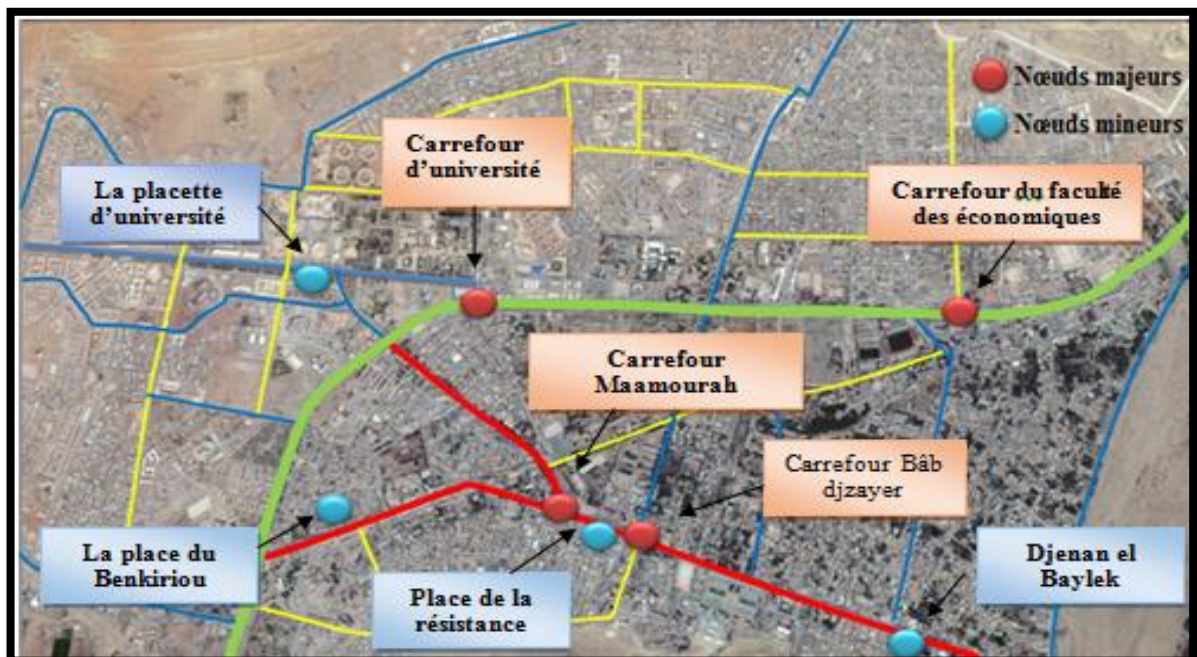 Nœuds majeurs
Nœuds mineurs
Carrefour
d’université
La placette
d’université
Carrefour du faculté
des économiques
Carrefour
Maamourah
Carrefour Bâb
djzayer
La place du
Benkiriou
Place de la
résistance
Djenan el
Baylek